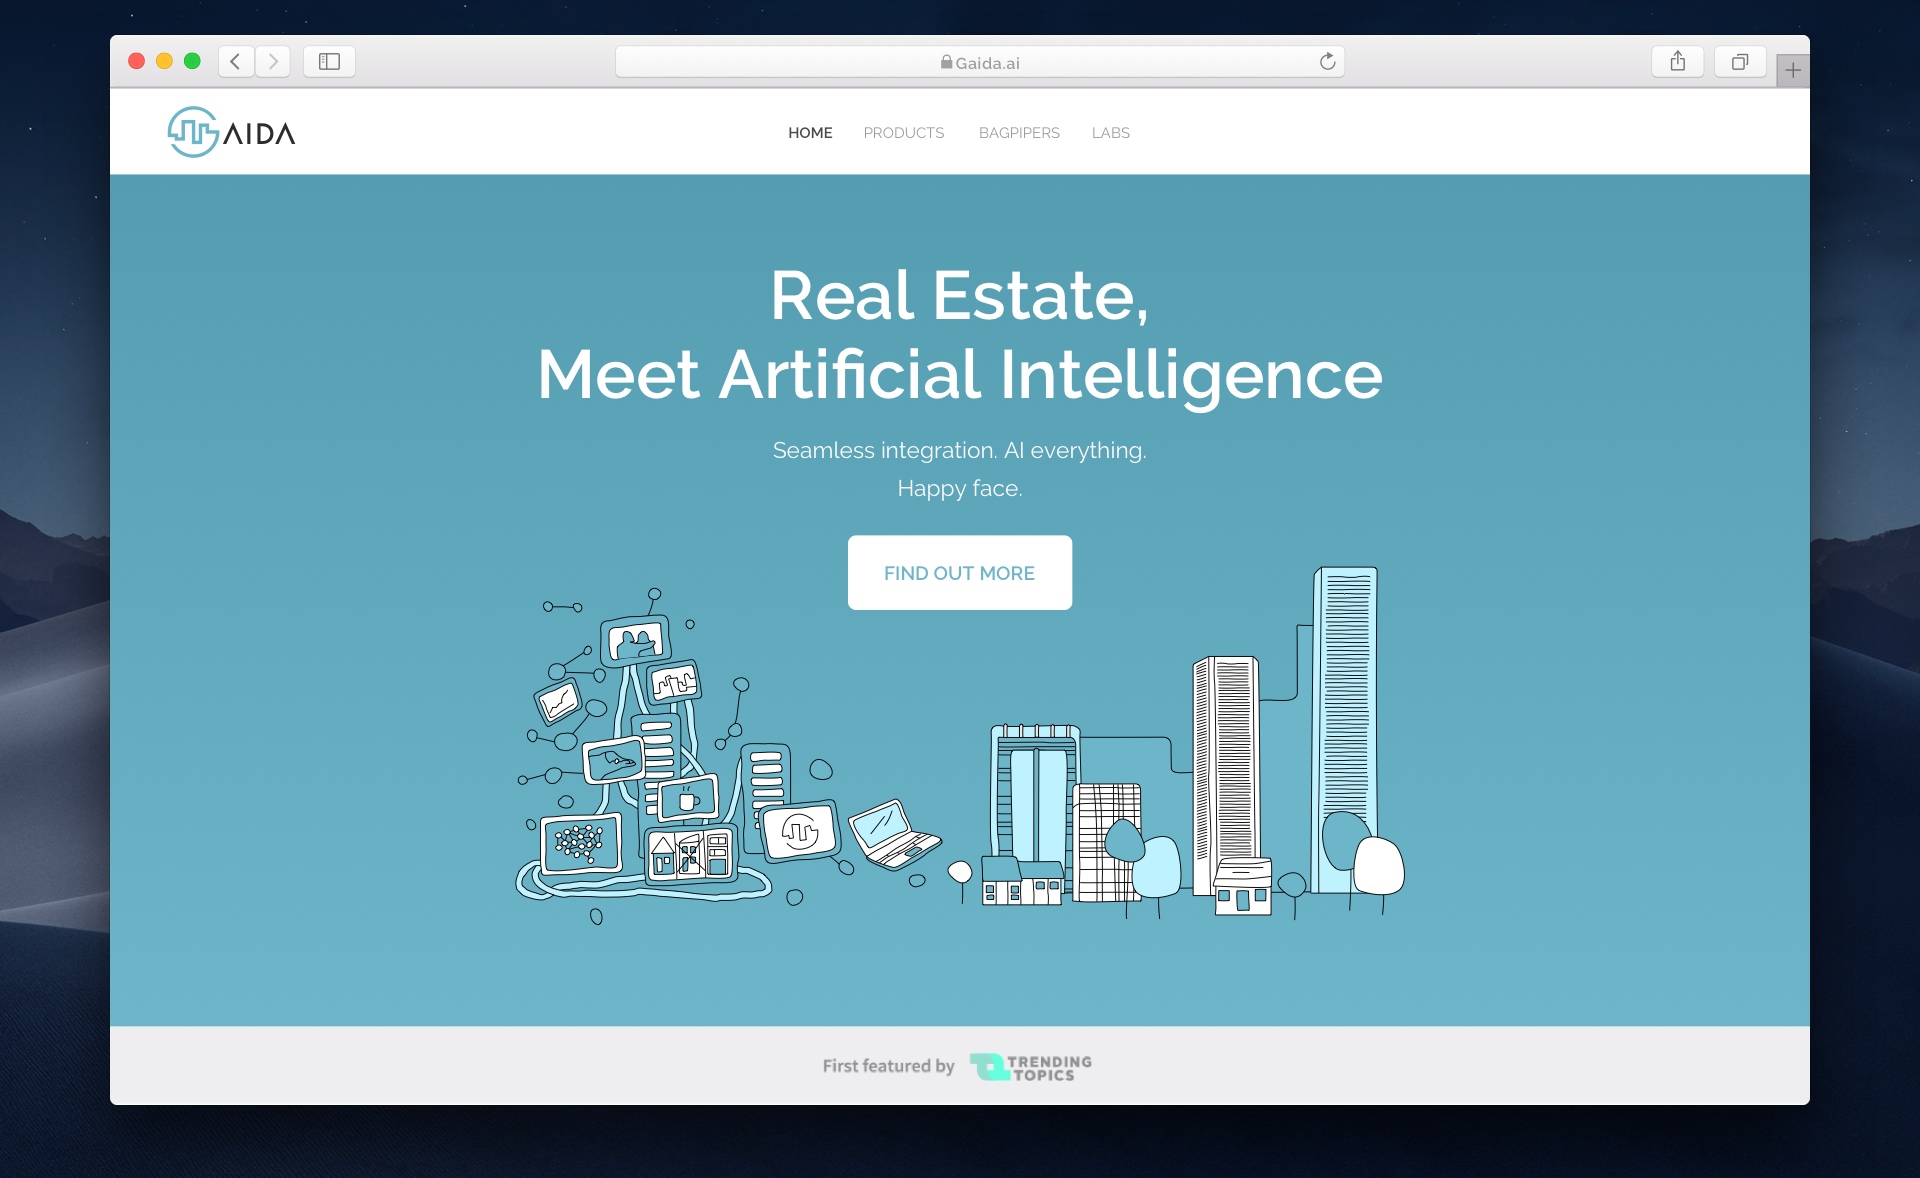 Gaida.ai
GAIDA
HOME PRODUCTS BAGPIPERS LABS
Real Estate,
Meet Artificial Intelligence
Seamless integration. AI everything.
Happy face.
FIND OUT MORE
First featured by
TRENDING
TOPICS